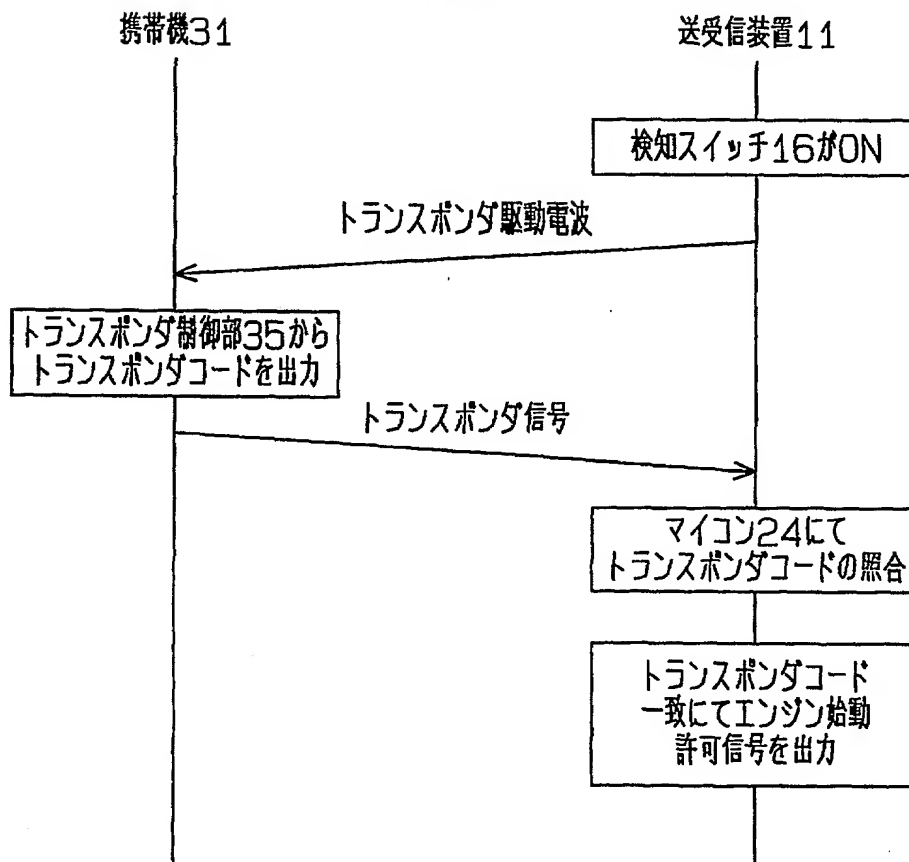 携帯機31
送受信装置11
検知スイッチ16がON
トランスポンダ駆動電波
トランスポンダ制御部35から
トランスポンダコードを出力
トランスポンダ信号
マイコン24にて
トランスポンダコードの照合
トランスポンダコード
一致にてエンジン始動
許可信号を出力